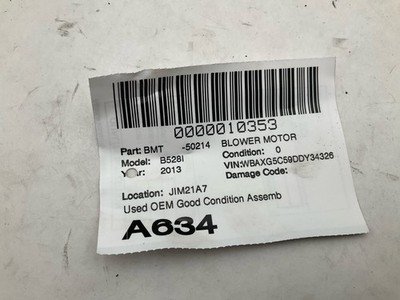 0000010353
Part: BMT -50214 BLOWER MOTOR
Model: B528I Condition: 0
Year: 2013 VIN:WBAXG5C59DDY34326
Damage Code:
Location: JIM21A7
Used OEM Good Condition Assemb
A634